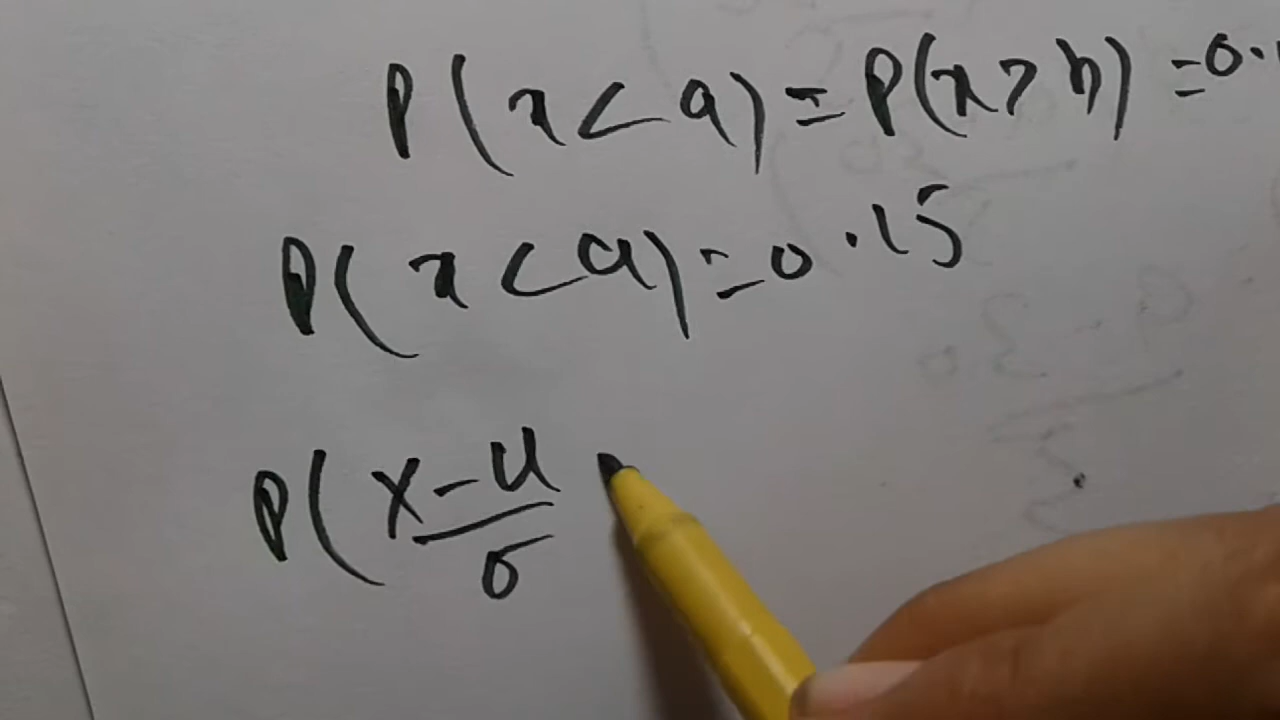 P(x<a) = P(x>b) = 0.
P(x<a) = 0.15
P(X-u/σ